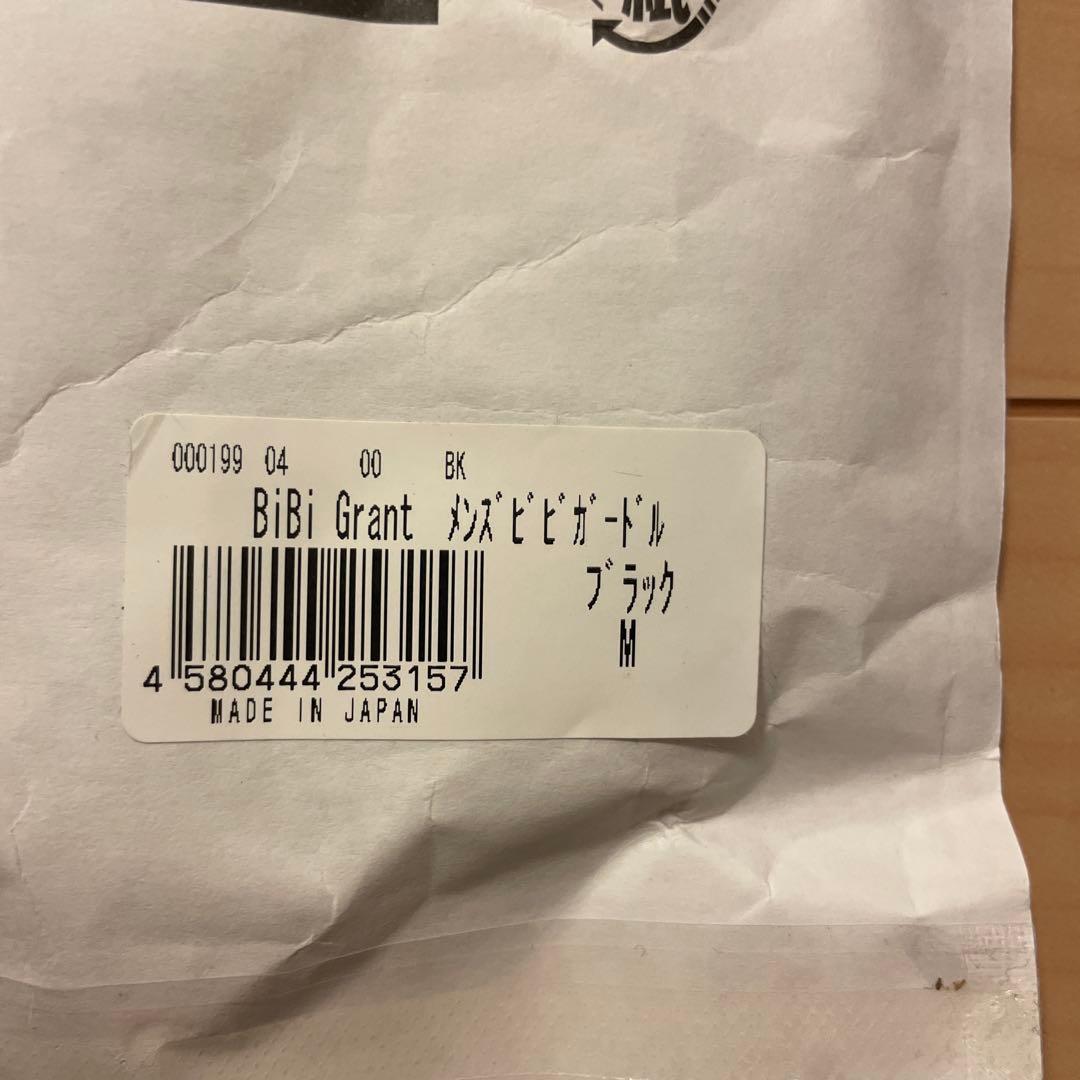 000199 04 00 BK
BiBi Grant ﾒﾝｽﾞﾋﾞﾋﾞｶﾞｰﾄﾞﾙ
ﾌﾞﾗｯｸ
M
4 580444 253157
MADE IN JAPAN